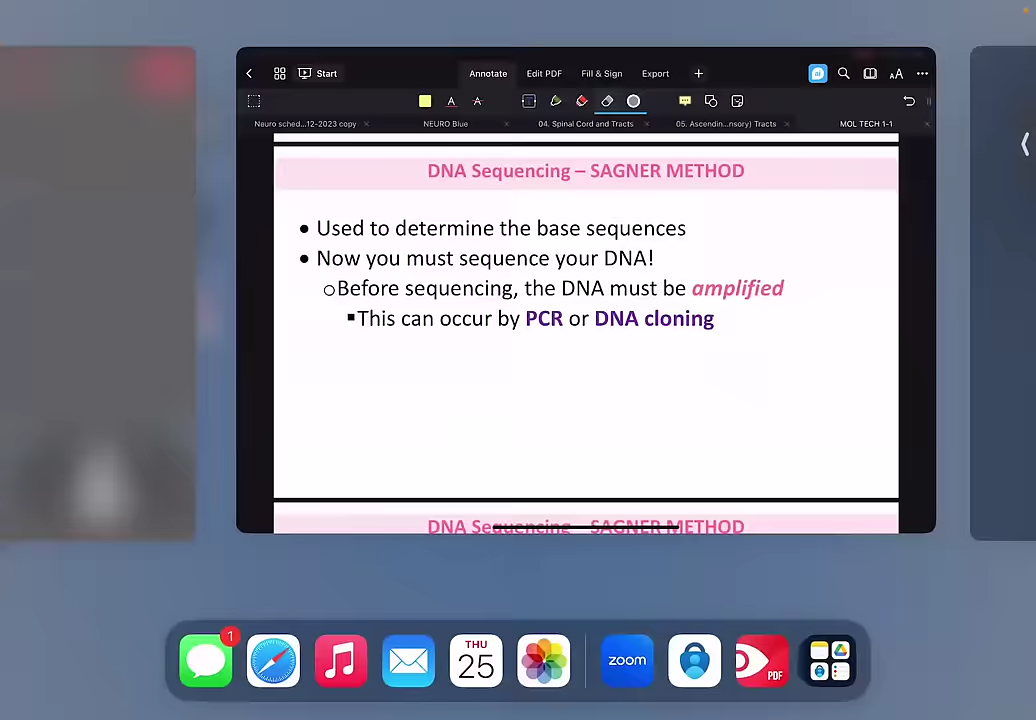 Start
Annotate
Edit PDF
Fill & Sign
Export
+
ai
AA
A
A
Neuro sched...12-2023 copy
NEURO Blue
04. Spinal Cord and Tracts
05. Ascendin...nsory) Tracts
MOL TECH 1-1
DNA Sequencing – SAGNER METHOD
• Used to determine the base sequences
• Now you must sequence your DNA!
oBefore sequencing, the DNA must be amplified
▪This can occur by PCR or DNA cloning
DNA Sequencing – SAGNER METHOD
1
THU
25
zoom
PDF